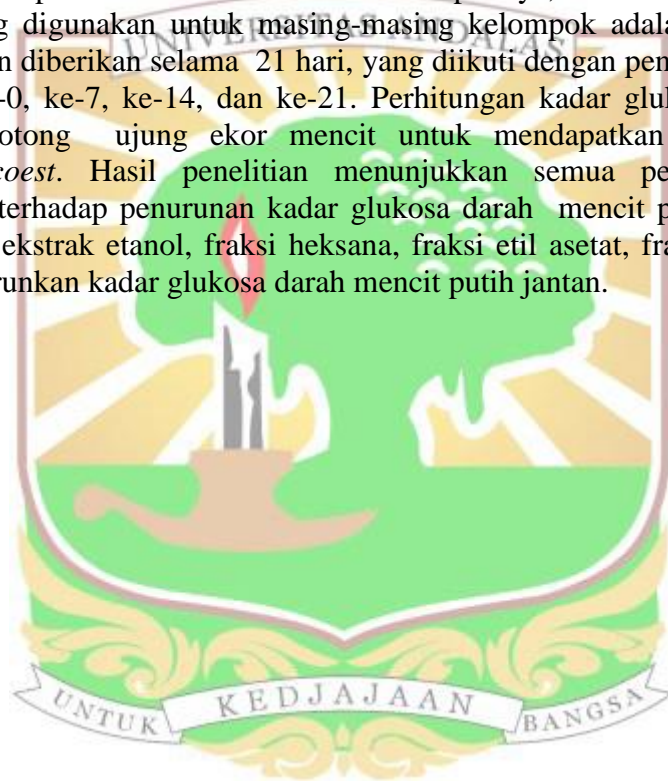 g digunakan untuk masing-masing kelompok adala
UNIVERSITAS ANDALAS
n diberikan selama 21 hari, yang diikuti dengan pen
-0, ke-7, ke-14, dan ke-21. Perhitungan kadar glu
otong ujung ekor mencit untuk mendapatkan
coest. Hasil penelitian menunjukkan semua pe
terhadap penurunan kadar glukosa darah mencit p
ekstrak etanol, fraksi heksana, fraksi etil asetat, fra
runkan kadar glukosa darah mencit putih jantan.
UNTUK KEDJAJAAN BANGSA